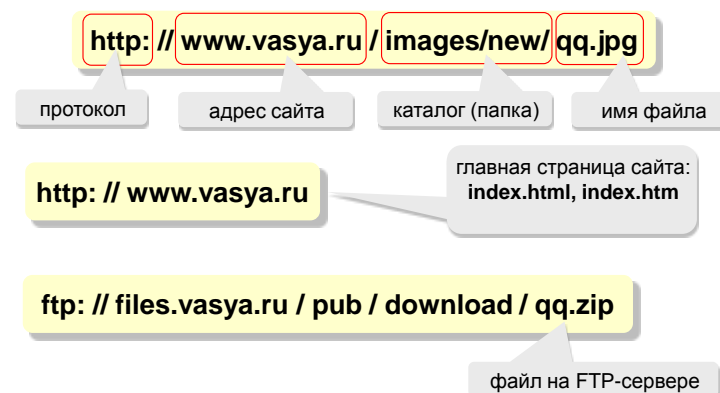 http: // www.vasya.ru / images/new/ qq.jpg
протокол
адрес сайта
каталог (папка)
имя файла
главная страница сайта:
index.html, index.htm
http: // www.vasya.ru
ftp: // files.vasya.ru / pub / download / qq.zip
файл на FTP-сервере